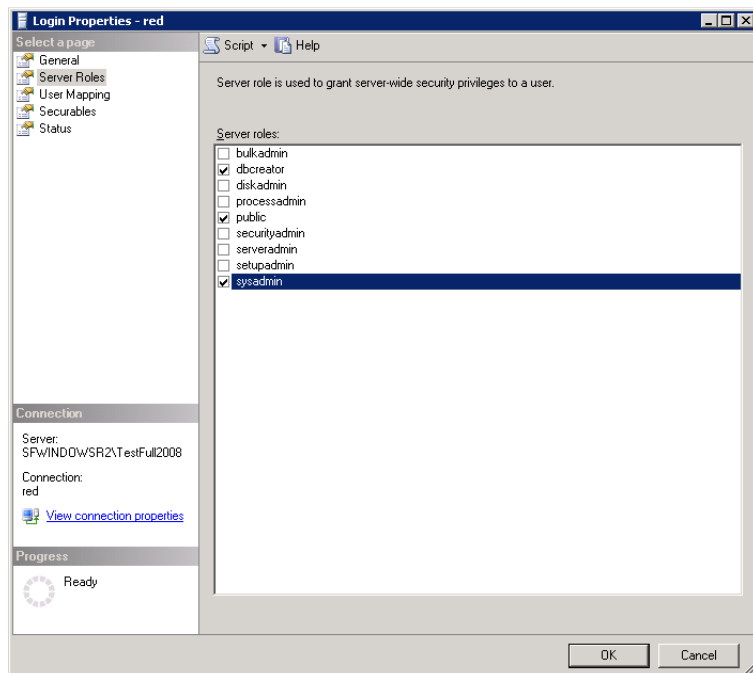 Login Properties - red
Select a page
General
Server Roles
User Mapping
Securables
Status
Script
Help
Server role is used to grant server-wide security privileges to a user.
Server roles:
bulkadmin
dbcreator
diskadmin
processadmin
public
securityadmin
serveradmin
setupadmin
sysadmin
Connection
Server:
SFWINDOWSR2\TestFull2008
Connection:
red
View connection properties
Progress
Ready
OK
Cancel